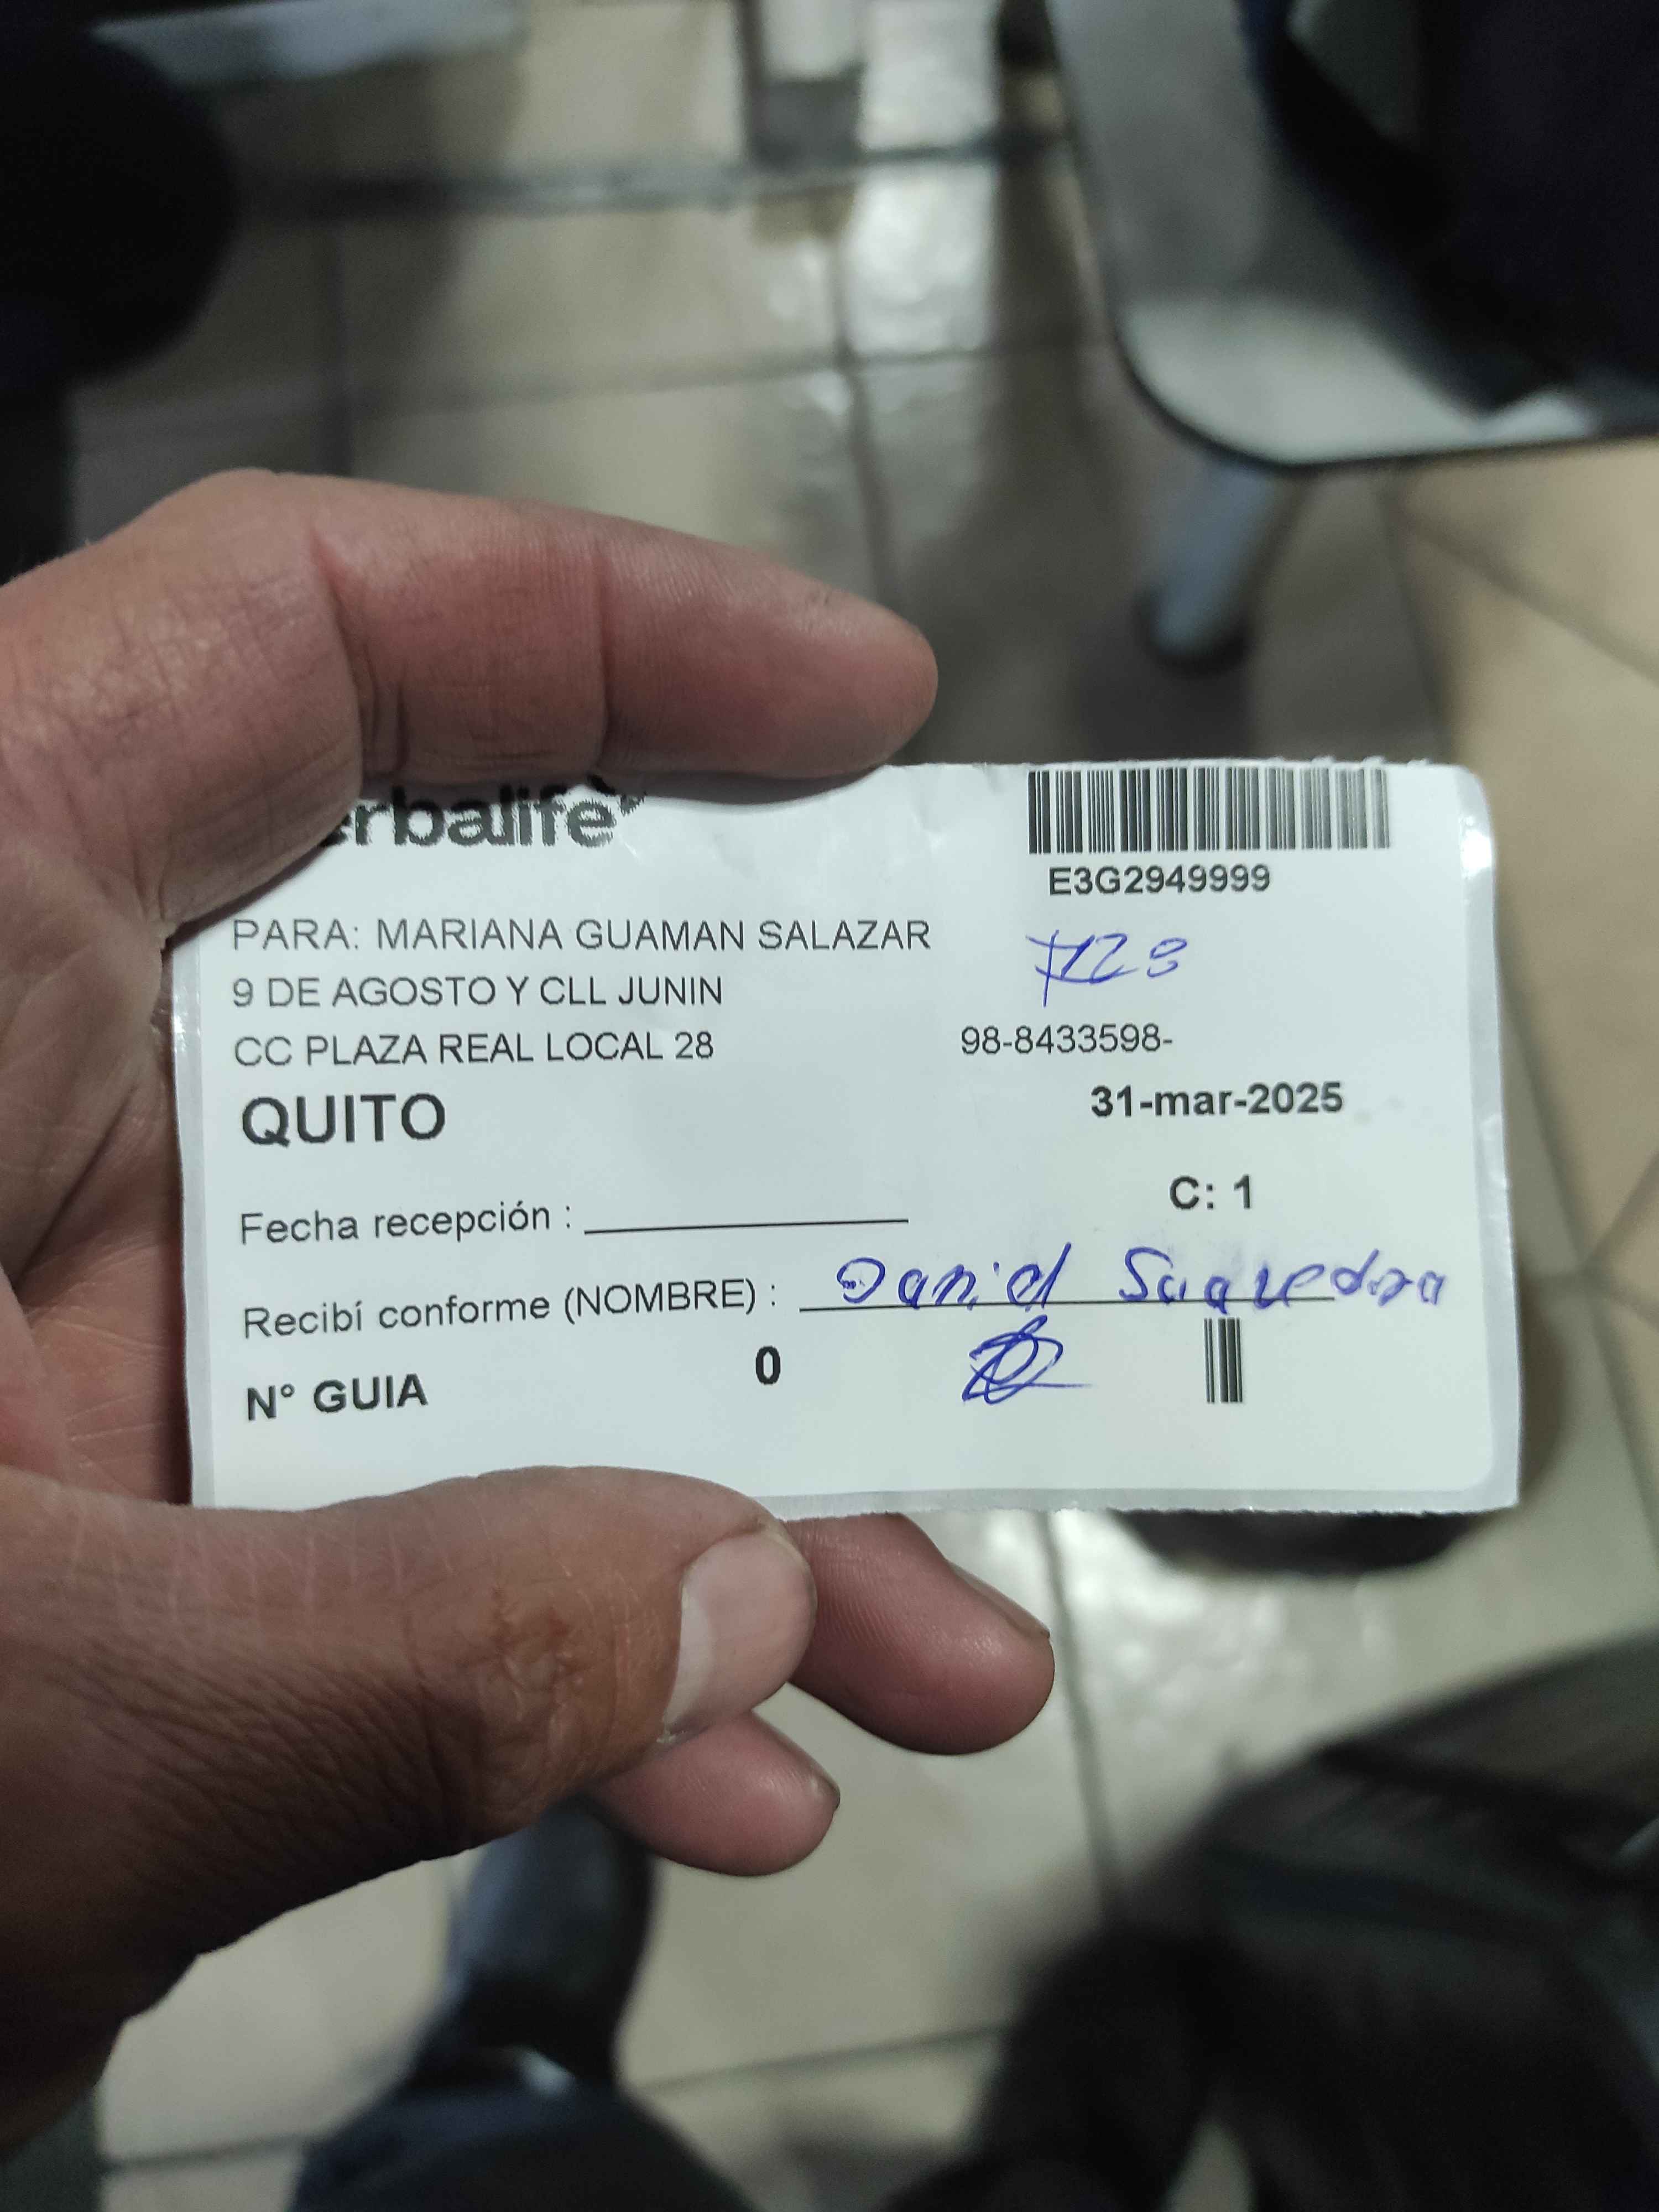 erbalife
E3G2949999
PARA: MARIANA GUAMAN SALAZAR
9 DE AGOSTO Y CLL JUNIN
CC PLAZA REAL LOCAL 28
98-8433598-
QUITO
31-mar-2025
C: 1
Fecha recepción :
Recibí conforme (NOMBRE) : Daniel Saavedra
N° GUIA 0